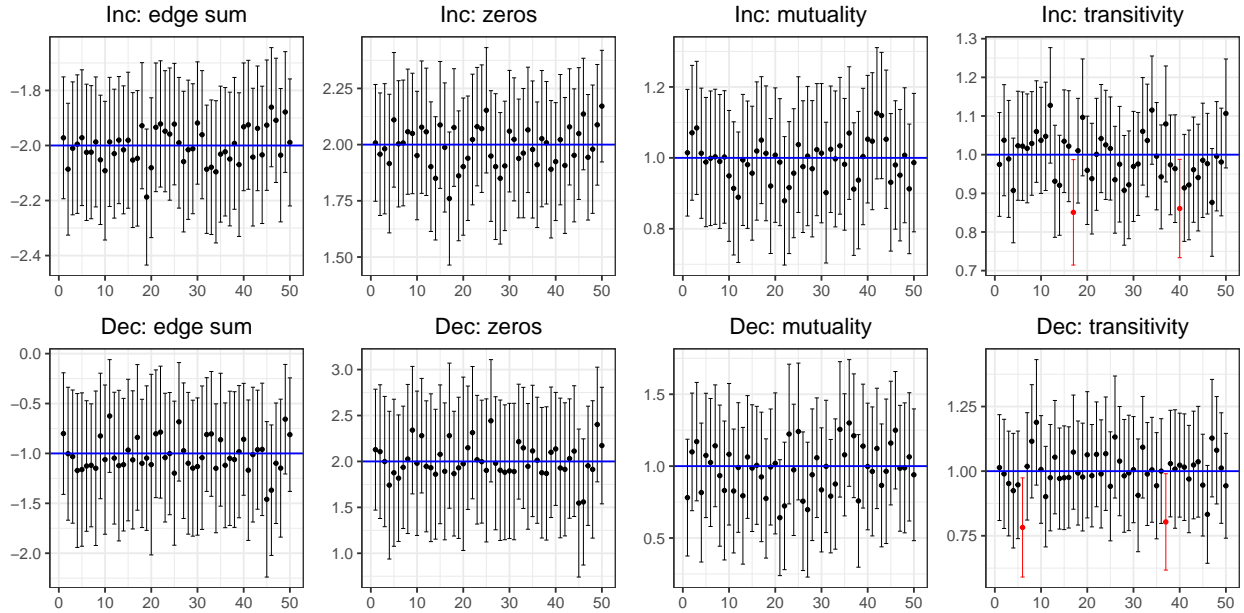 Inc: edge sum
Inc: zeros
Inc: mutuality
Inc: transitivity
−1.8
−2.0
−2.2
−2.4
0 10 20 30 40 50
2.25
2.00
1.75
1.50
0 10 20 30 40 50
1.2
1.0
0.8
0 10 20 30 40 50
1.3
1.2
1.1
1.0
0.9
0.8
0.7
0 10 20 30 40 50
Dec: edge sum
Dec: zeros
Dec: mutuality
Dec: transitivity
0.0
−0.5
−1.0
−1.5
−2.0
0 10 20 30 40 50
3.0
2.5
2.0
1.5
1.0
0 10 20 30 40 50
1.5
1.0
0.5
0 10 20 30 40 50
1.25
1.00
0.75
0 10 20 30 40 50